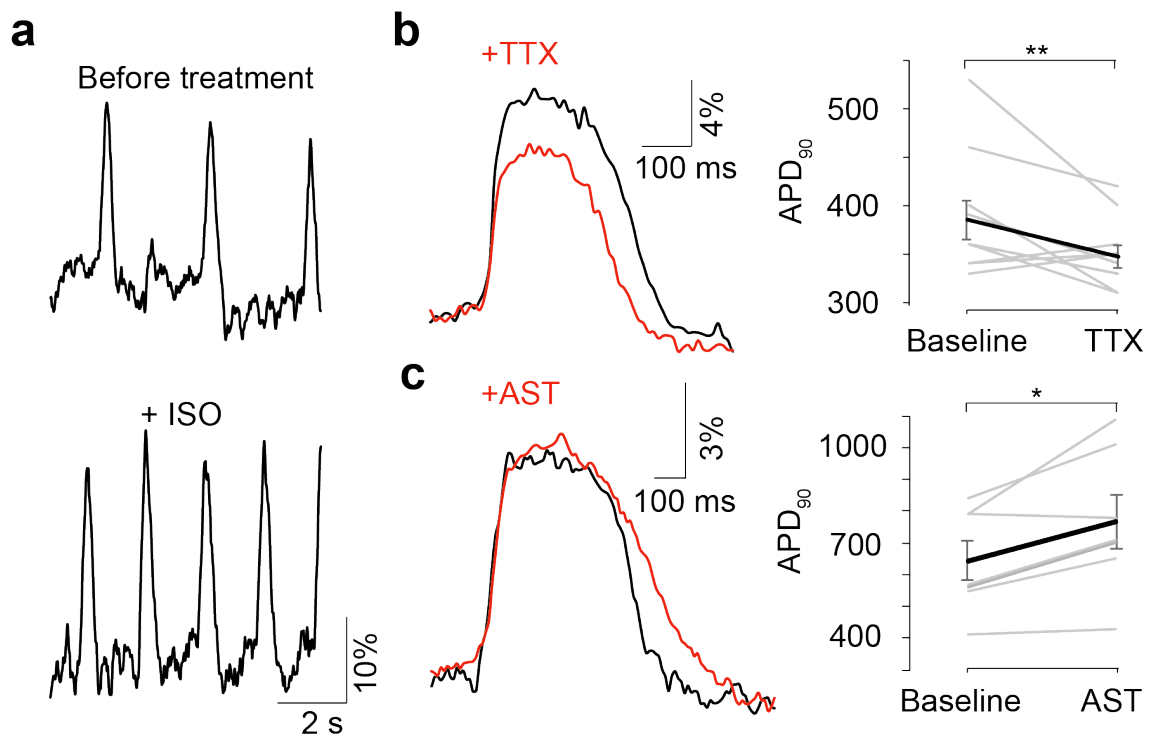 a
Before treatment
+ ISO
10%
2 s
b
+TTX
4%
100 ms
**
500
400
300
APD90
Baseline
TTX
c
+AST
3%
100 ms
*
1000
700
400
APD90
Baseline
AST